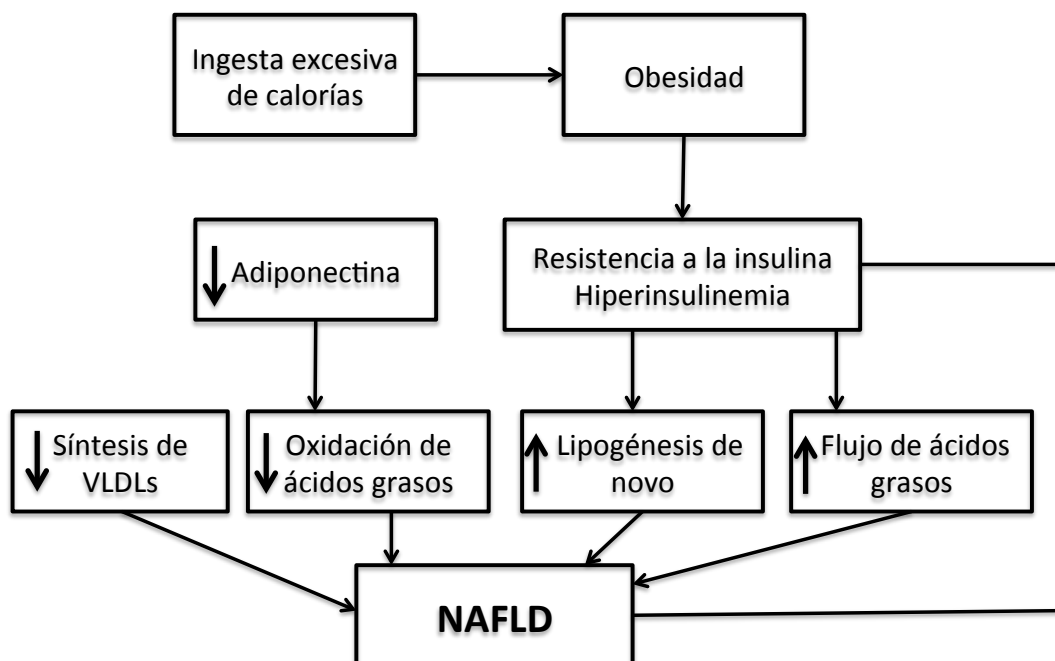 Ingesta excesiva
de calorías
Obesidad
Adiponectina
Resistencia a la insulina
Hiperinsulinemia
Síntesis de
VLDLs
Oxidación de
ácidos grasos
Lipogénesis de
novo
Flujo de ácidos
grasos
NAFLD